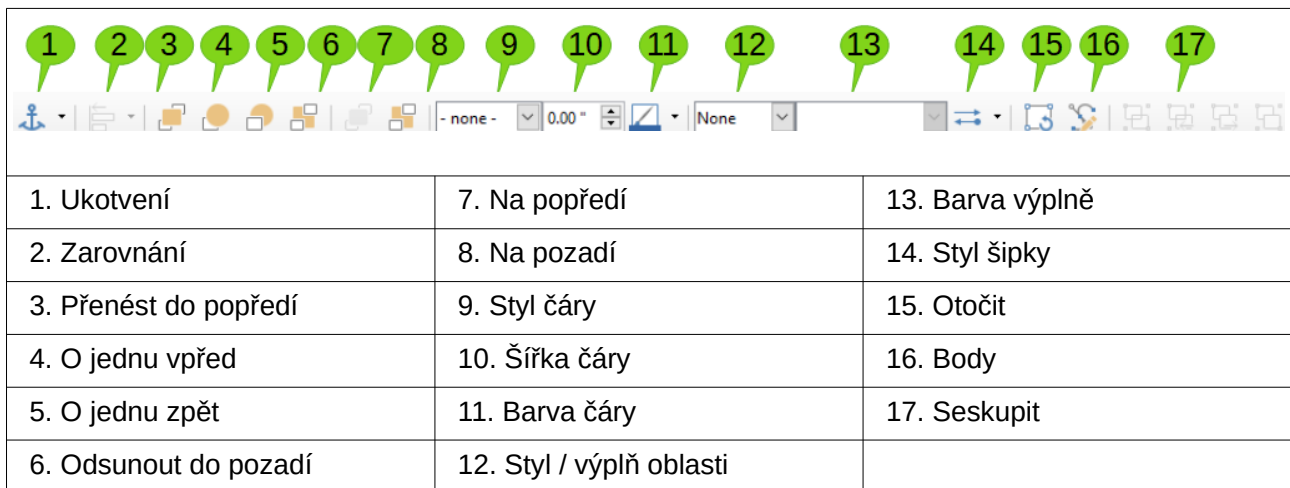 1 2 3 4 5 6 7 8 9 10 11 12 13 14 15 16 17
- none - 0.00 " None
1. Ukotvení 7. Na popředí 13. Barva výplně
2. Zarovnání 8. Na pozadí 14. Styl šipky
3. Přenést do popředí 9. Styl čáry 15. Otočit
4. O jednu vpřed 10. Šířka čáry 16. Body
5. O jednu zpět 11. Barva čáry 17. Seskupit
6. Odsunout do pozadí 12. Styl / výplň oblasti